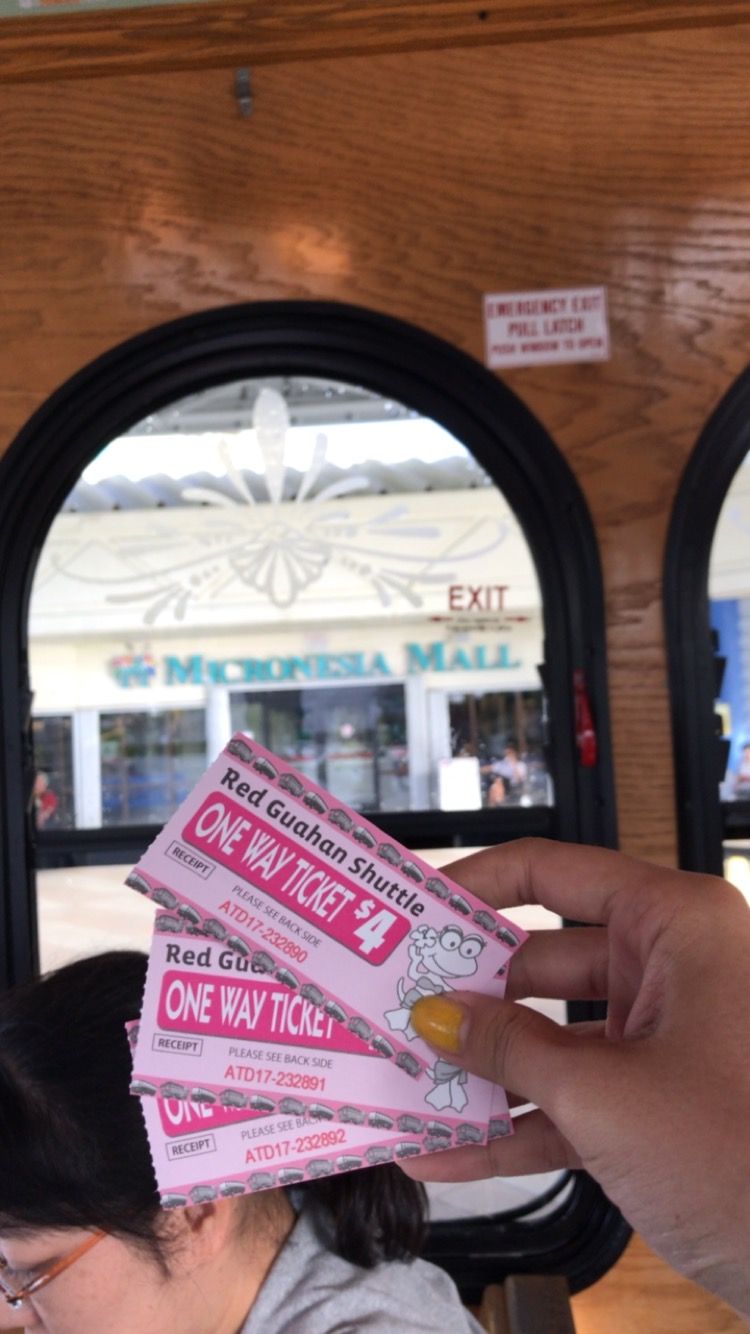 EMERGENCY EXIT
PULL LATCH
PUSH WINDOW TO OPEN
EXIT
MICRONESIA MALL
Red Guahan Shuttle
ONE WAY TICKET $4
RECEIPT
PLEASE SEE BACK SIDE
ATD17-232890
Red Gua
ONE WAY TICKET
RECEIPT
PLEASE SEE BACK SIDE
ATD17-232891
ONE
RECEIPT
PLEASE SEE BACK
ATD17-232892